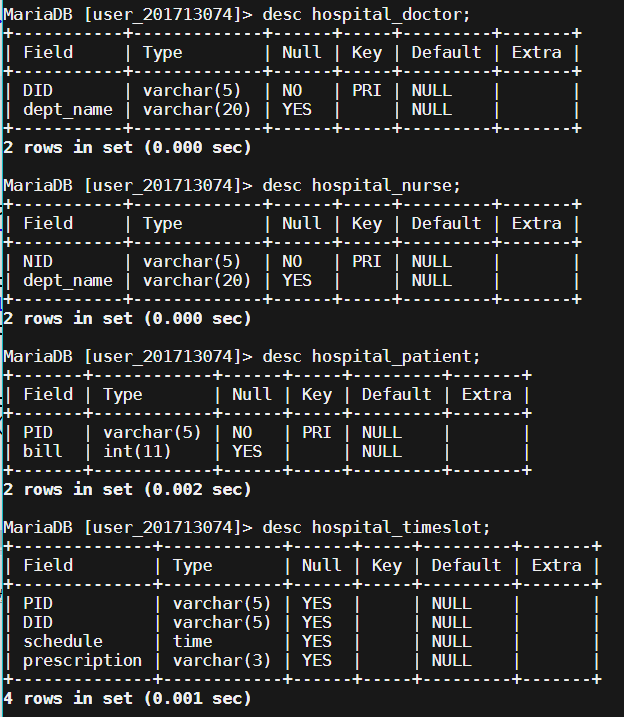 MariaDB [user_201713074]> desc hospital_doctor;
+-----------+-------------+------+-----+---------+-------+
| Field     | Type        | Null | Key | Default | Extra |
+-----------+-------------+------+-----+---------+-------+
| DID       | varchar(5)  | NO   | PRI | NULL    |       |
| dept_name | varchar(20) | YES  |     | NULL    |       |
+-----------+-------------+------+-----+---------+-------+
2 rows in set (0.000 sec)

MariaDB [user_201713074]> desc hospital_nurse;
+-----------+-------------+------+-----+---------+-------+
| Field     | Type        | Null | Key | Default | Extra |
+-----------+-------------+------+-----+---------+-------+
| NID       | varchar(5)  | NO   | PRI | NULL    |       |
| dept_name | varchar(20) | YES  |     | NULL    |       |
+-----------+-------------+------+-----+---------+-------+
2 rows in set (0.000 sec)

MariaDB [user_201713074]> desc hospital_patient;
+-------+------------+------+-----+---------+-------+
| Field | Type       | Null | Key | Default | Extra |
+-------+------------+------+-----+---------+-------+
| PID   | varchar(5) | NO   | PRI | NULL    |       |
| bill  | int(11)    | YES  |     | NULL    |       |
+-------+------------+------+-----+---------+-------+
2 rows in set (0.002 sec)

MariaDB [user_201713074]> desc hospital_timeslot;
+--------------+------------+------+-----+---------+-------+
| Field        | Type       | Null | Key | Default | Extra |
+--------------+------------+------+-----+---------+-------+
| PID          | varchar(5) | YES  |     | NULL    |       |
| DID          | varchar(5) | YES  |     | NULL    |       |
| schedule     | time       | YES  |     | NULL    |       |
| prescription | varchar(3) | YES  |     | NULL    |       |
+--------------+------------+------+-----+---------+-------+
4 rows in set (0.001 sec)